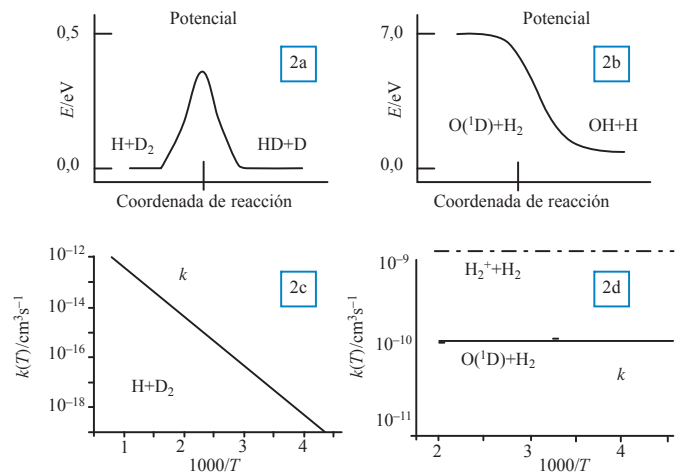 Potencial
0,5
2a
E/eV
H+D₂
HD+D
0,0
Coordenada de reacción
Potencial
7,0
2b
E/eV
O(¹D)+H₂
OH+H
0,0
Coordenada de reacción
10⁻¹²
k
2c
10⁻¹⁴
k(T)/cm³s⁻¹
10⁻¹⁶
H+D₂
10⁻¹⁸
1 2 3 4
1000/T
10⁻⁹
H₂⁺+H₂
2d
k(T)/cm³s⁻¹
10⁻¹⁰
O(¹D)+H₂
k
10⁻¹¹
2 3 4
1000/T